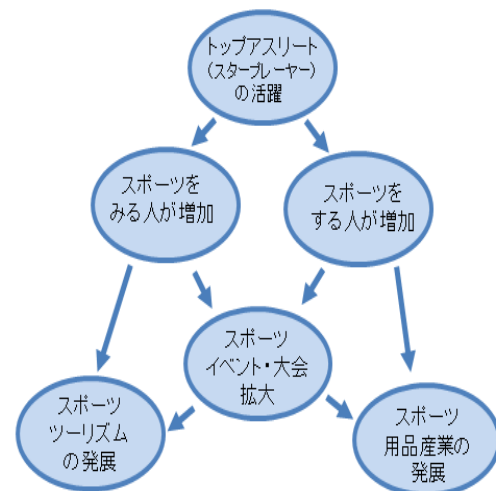 トップアスリート
(スタープレーヤー)
の活躍
スポーツを
みる人が増加
スポーツを
する人が増加
スポーツ
イベント・大会
拡大
スポーツ
ツーリズム
の発展
スポーツ
用品産業の
発展